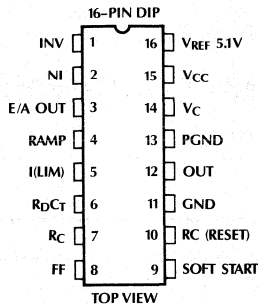 16-PIN DIP
INV 1 16 VREF 5.1V
NI 2 15 VCC
E/A OUT 3 14 VC
RAMP 4 13 PGND
I(LIM) 5 12 OUT
RDCT 6 11 GND
RC 7 10 RC (RESET)
FF 8 9 SOFT START
TOP VIEW